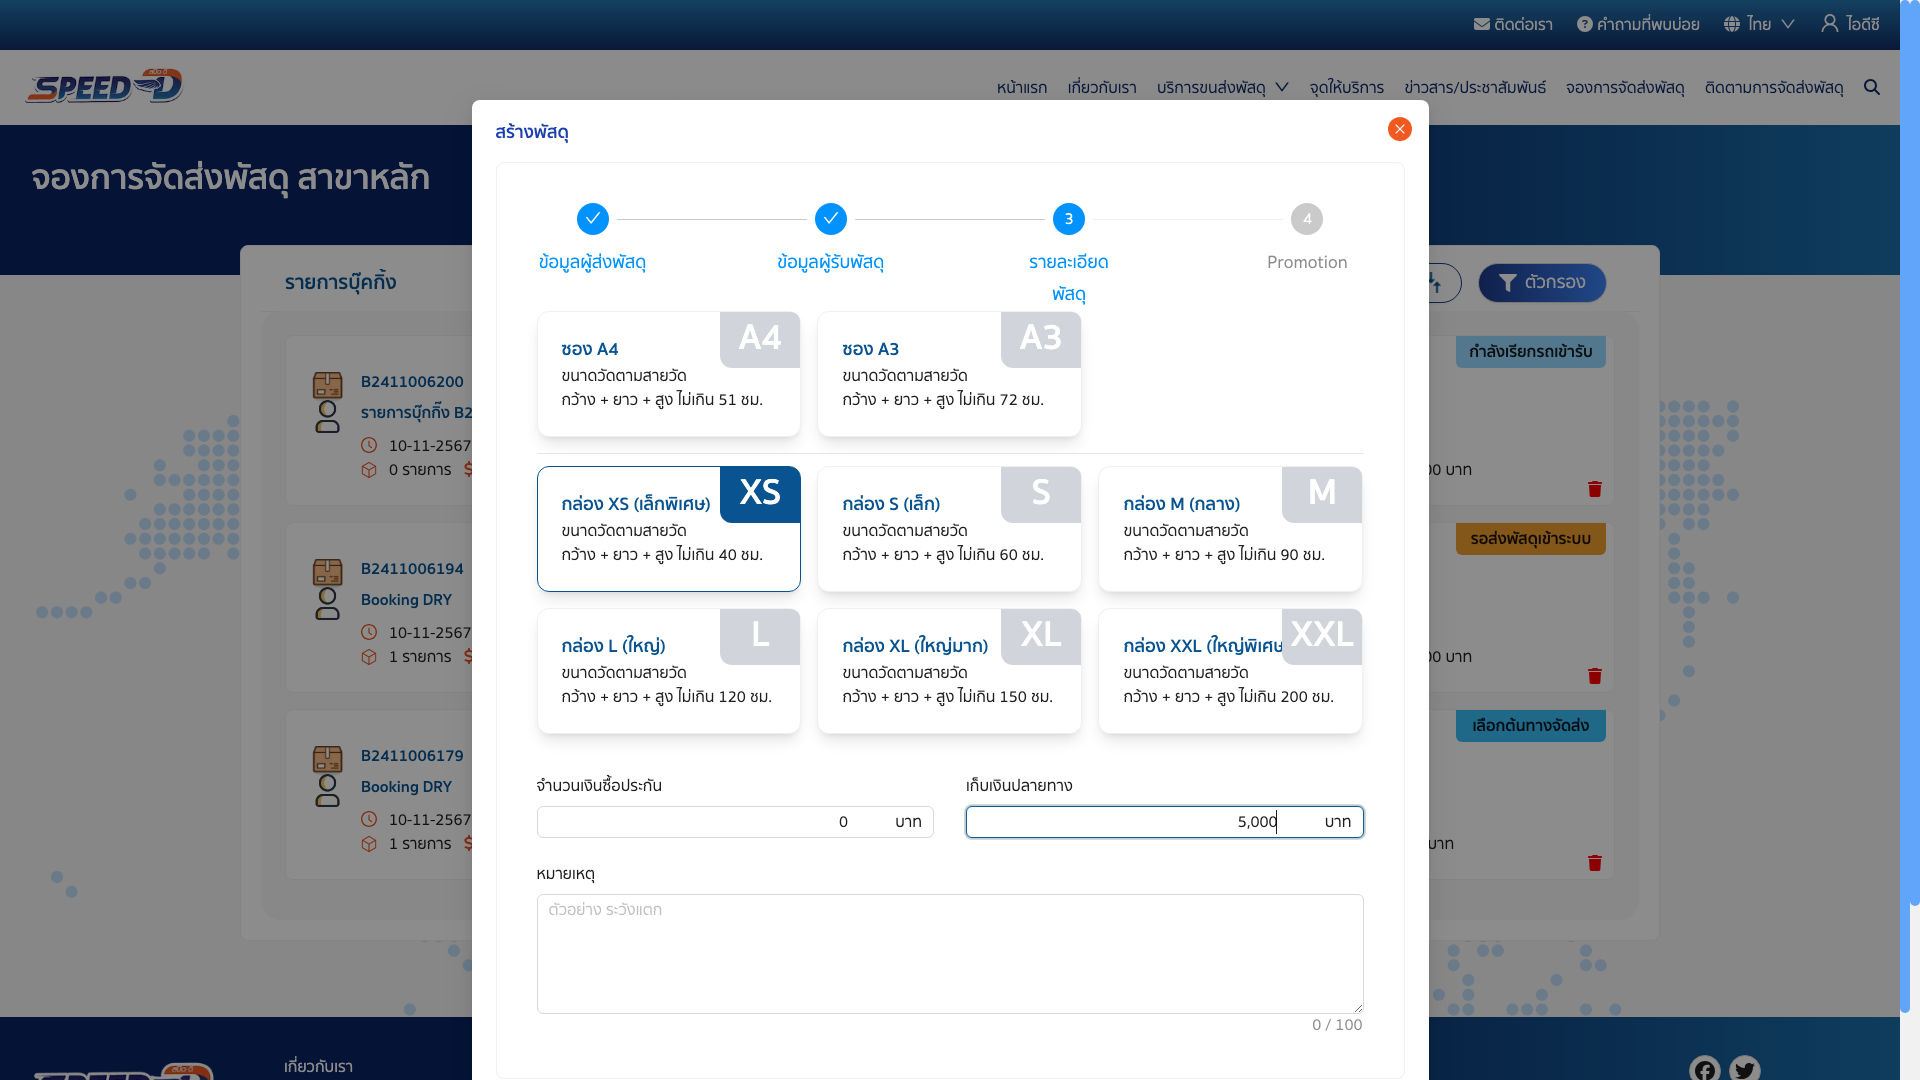 ติดต่อเรา
คำถามที่พบบ่อย
ไทย
ไอดีซี
สปีด-ดี
SPEED-D
หน้าแรก
เกี่ยวกับเรา
บริการขนส่งพัสดุ
จุดให้บริการ
ข่าวสาร/ประชาสัมพันธ์
จองการจัดส่งพัสดุ
ติดตามการจัดส่งพัสดุ
จองการจัดส่งพัสดุ สาขาหลัก
สร้างพัสดุ
3
4
ข้อมูลผู้ส่งพัสดุ
ข้อมูลผู้รับพัสดุ
รายละเอียด
พัสดุ
Promotion
รายการบุ๊คกิ้ง
ตัวกรอง
B2411006200
รายการบุ๊กกิ๊ง B2
10-11-2567
0 รายการ
กำลังเรียกรถเข้ารับ
00 บาท
B2411006194
Booking DRY
10-11-2567
1 รายการ
รอส่งพัสดุเข้าระบบ
00 บาท
B2411006179
Booking DRY
10-11-2567
1 รายการ
เลือกต้นทางจัดส่ง
บาท
A4
ซอง A4
ขนาดวัดตามสายวัด
กว้าง + ยาว + สูง ไม่เกิน 51 ซม.
A3
ซอง A3
ขนาดวัดตามสายวัด
กว้าง + ยาว + สูง ไม่เกิน 72 ซม.
XS
กล่อง XS (เล็กพิเศษ)
ขนาดวัดตามสายวัด
กว้าง + ยาว + สูง ไม่เกิน 40 ซม.
S
กล่อง S (เล็ก)
ขนาดวัดตามสายวัด
กว้าง + ยาว + สูง ไม่เกิน 60 ซม.
M
กล่อง M (กลาง)
ขนาดวัดตามสายวัด
กว้าง + ยาว + สูง ไม่เกิน 90 ซม.
L
กล่อง L (ใหญ่)
ขนาดวัดตามสายวัด
กว้าง + ยาว + สูง ไม่เกิน 120 ซม.
XL
กล่อง XL (ใหญ่มาก)
ขนาดวัดตามสายวัด
กว้าง + ยาว + สูง ไม่เกิน 150 ซม.
XXL
กล่อง XXL (ใหญ่พิเศษ
ขนาดวัดตามสายวัด
กว้าง + ยาว + สูง ไม่เกิน 200 ซม.
จำนวนเงินซื้อประกัน
0 บาท
เก็บเงินปลายทาง
5,000 บาท
หมายเหตุ
ตัวอย่าง ระวังแตก
0 / 100
เกี่ยวกับเรา